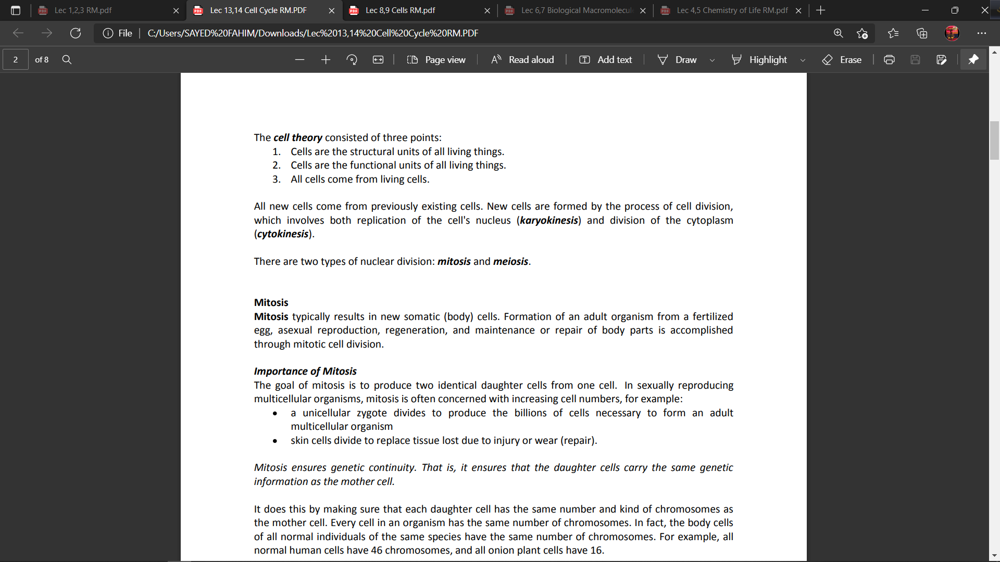 Lec 1,2,3 RM.pdf
Lec 13,14 Cell Cycle RM.PDF
Lec 8,9 Cells RM.pdf
Lec 6,7 Biological Macromolecul
Lec 4,5 Chemistry of Life RM.pdf
File C:/Users/SAYED%20FAHIM/Downloads/Lec%2013,14%20Cell%20Cycle%20RM.PDF
2 of 8 Page view Read aloud Add text Draw Highlight Erase
The cell theory consisted of three points:
1. Cells are the structural units of all living things.
2. Cells are the functional units of all living things.
3. All cells come from living cells.
All new cells come from previously existing cells. New cells are formed by the process of cell division,
which involves both replication of the cell's nucleus (karyokinesis) and division of the cytoplasm
(cytokinesis).
There are two types of nuclear division: mitosis and meiosis.
Mitosis
Mitosis typically results in new somatic (body) cells. Formation of an adult organism from a fertilized
egg, asexual reproduction, regeneration, and maintenance or repair of body parts is accomplished
through mitotic cell division.
Importance of Mitosis
The goal of mitosis is to produce two identical daughter cells from one cell. In sexually reproducing
multicellular organisms, mitosis is often concerned with increasing cell numbers, for example:
• a unicellular zygote divides to produce the billions of cells necessary to form an adult
multicellular organism
• skin cells divide to replace tissue lost due to injury or wear (repair).
Mitosis ensures genetic continuity. That is, it ensures that the daughter cells carry the same genetic
information as the mother cell.
It does this by making sure that each daughter cell has the same number and kind of chromosomes as
the mother cell. Every cell in an organism has the same number of chromosomes. In fact, the body cells
of all normal individuals of the same species have the same number of chromosomes. For example, all
normal human cells have 46 chromosomes, and all onion plant cells have 16.